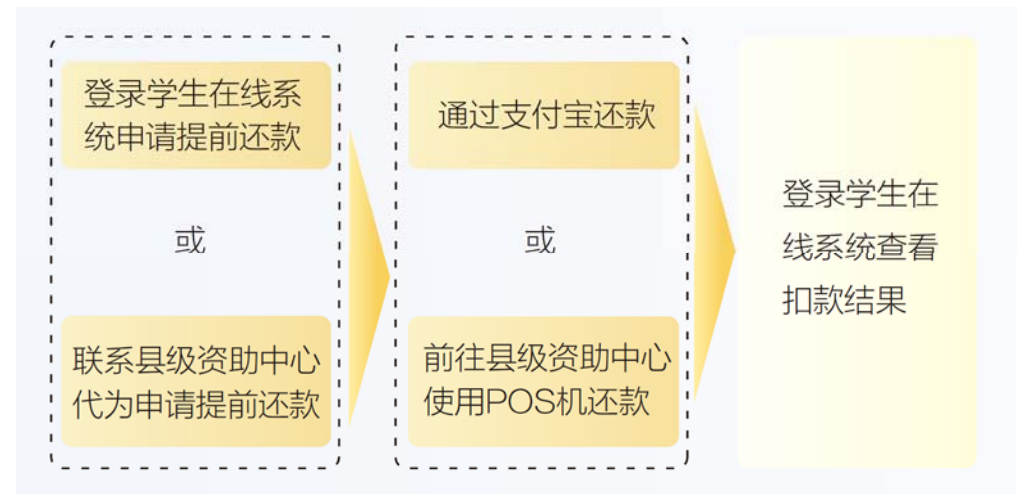 登录学生在线系
统申请提前还款
或
联系县级资助中心
代为申请提前还款
通过支付宝还款
或
前往县级资助中心
使用POS机还款
登录学生在
线系统查看
扣款结果